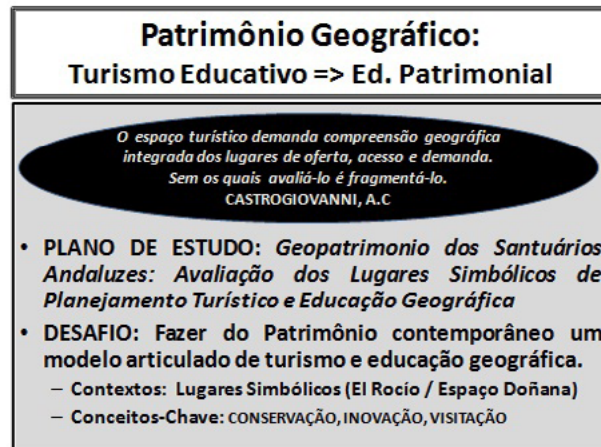 Patrimônio Geográfico:
Turismo Educativo => Ed. Patrimonial
O espaço turístico demanda compreensão geográfica
integrada dos lugares de oferta, acesso e demanda.
Sem os quais avaliá-lo é fragmentá-lo.
CASTROGIOVANNI, A.C
• PLANO DE ESTUDO: Geopatrimonio dos Santuários
Andaluzes: Avaliação dos Lugares Simbólicos de
Planejamento Turístico e Educação Geográfica
• DESAFIO: Fazer do Patrimônio contemporâneo um
modelo articulado de turismo e educação geográfica.
– Contextos: Lugares Simbólicos (El Rocío / Espaço Doñana)
– Conceitos-Chave: CONSERVAÇÃO, INOVAÇÃO, VISITAÇÃO